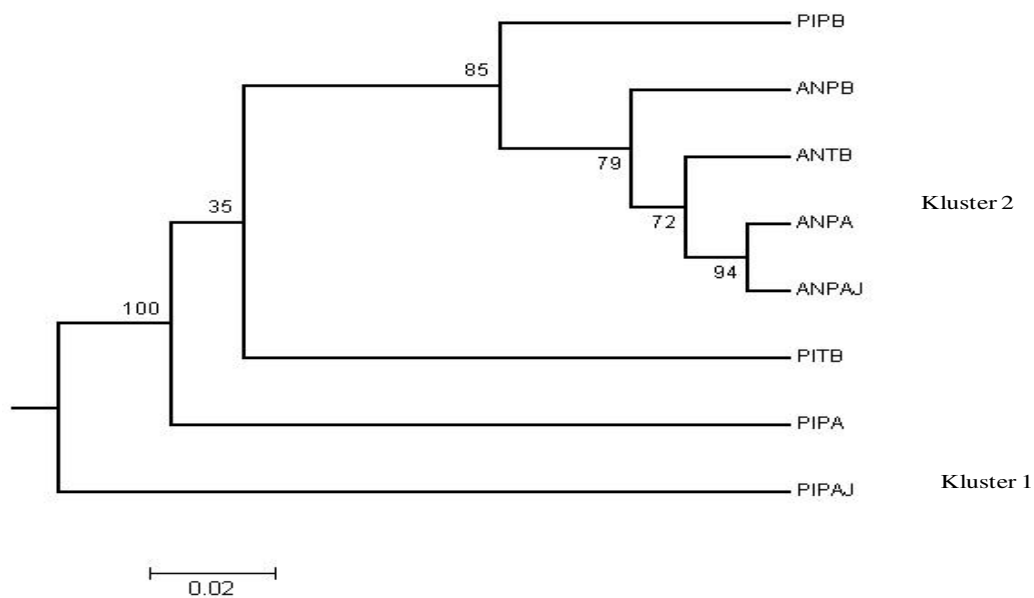 PIPB
85
ANPB
79
ANTB
Kluster 2
35
72
ANPA
94
ANPAJ
100
PITB
PIPA
PIPAJ
Kluster 1
0.02